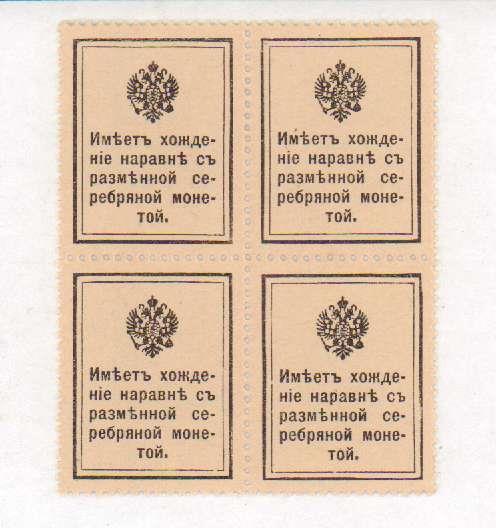 Имѣетъ хожде-
ніе наравнѣ съ
размѣнной се-
ребряной моне-
той.
Имѣетъ хожде-
ніе наравнѣ съ
размѣнной се-
ребряной моне-
той.
Имѣетъ хожде-
ніе наравнѣ съ
размѣнной се-
ребряной моне-
той.
Имѣетъ хожде-
ніе наравнѣ съ
размѣнной се-
ребряной моне-
той.